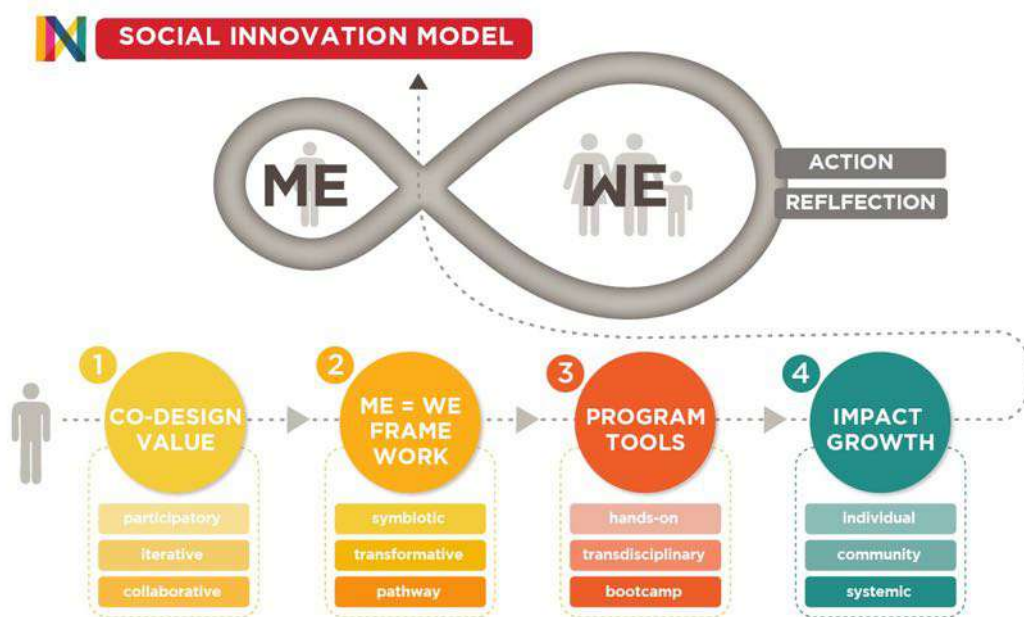 N
SOCIAL INNOVATION MODEL
ME
WE
ACTION
REFLFECTION
1
CO-DESIGN
VALUE
participatory
iterative
collaborative
2
ME = WE
FRAME
WORK
symbiotic
transformative
pathway
3
PROGRAM
TOOLS
hands-on
transdisciplinary
bootcamp
4
IMPACT
GROWTH
individual
community
systemic